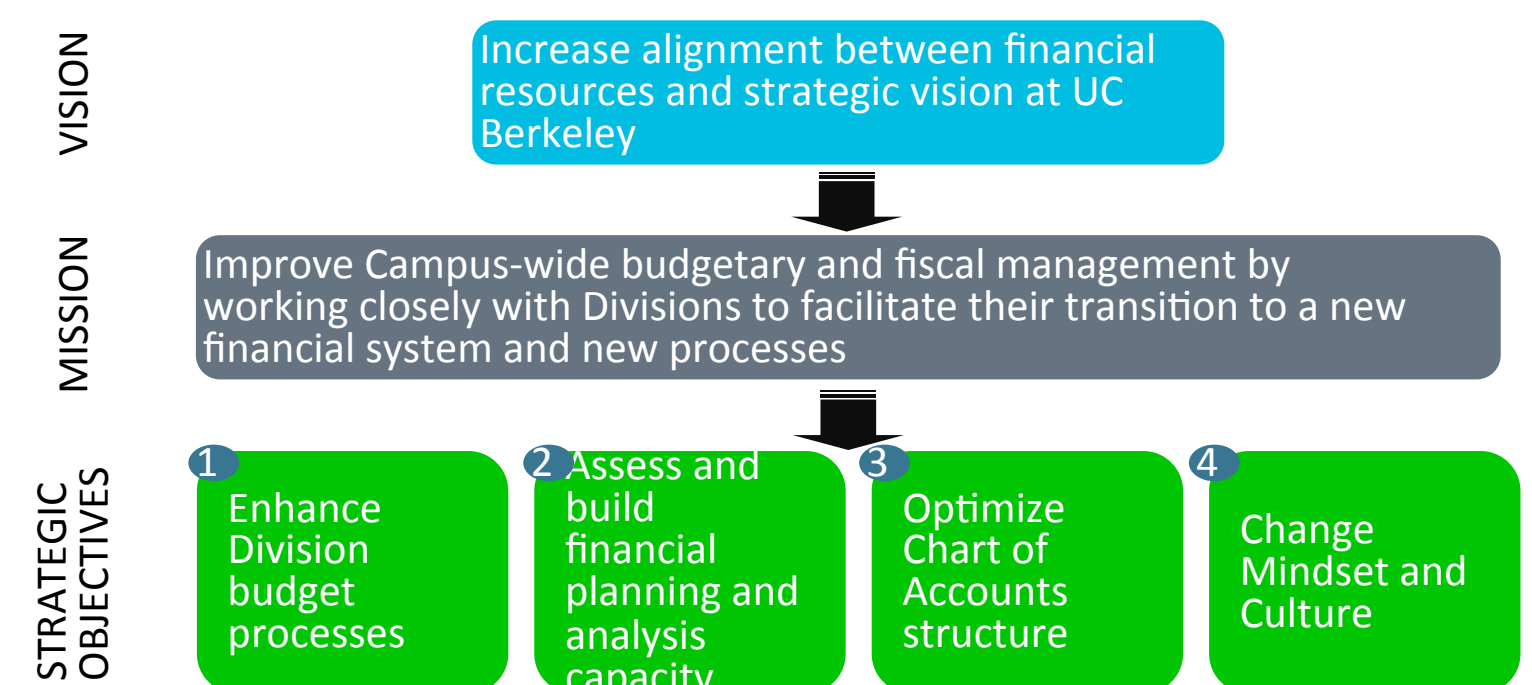 VISION
Increase alignment between financial
resources and strategic vision at UC
Berkeley
MISSION
Improve Campus-wide budgetary and fiscal management by
working closely with Divisions to facilitate their transition to a new
financial system and new processes
STRATEGIC
OBJECTIVES
1
Enhance
Division
budget
processes
2
Assess and
build
financial
planning and
analysis
capacity
3
Optimize
Chart of
Accounts
structure
4
Change
Mindset and
Culture